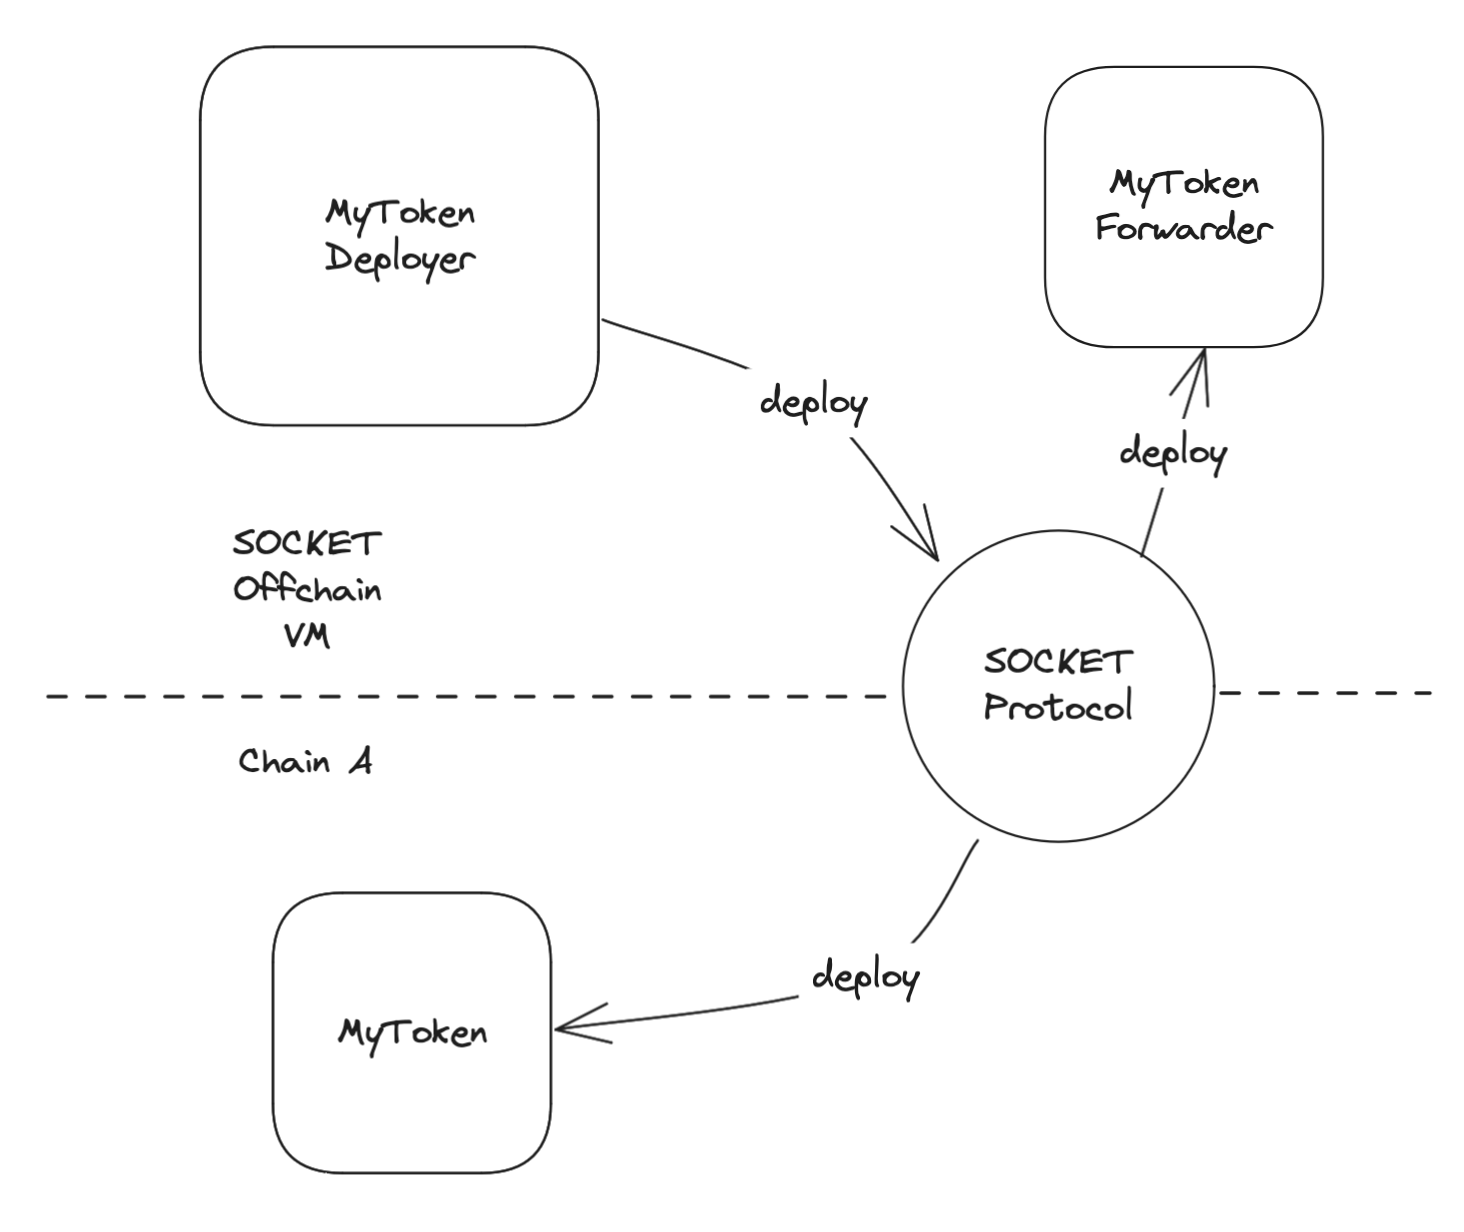 MyToken
Deployer
MyToken
Forwarder
deploy
deploy
SOCKET
Offchain
VM
SOCKET
Protocol
Chain A
deploy
MyToken